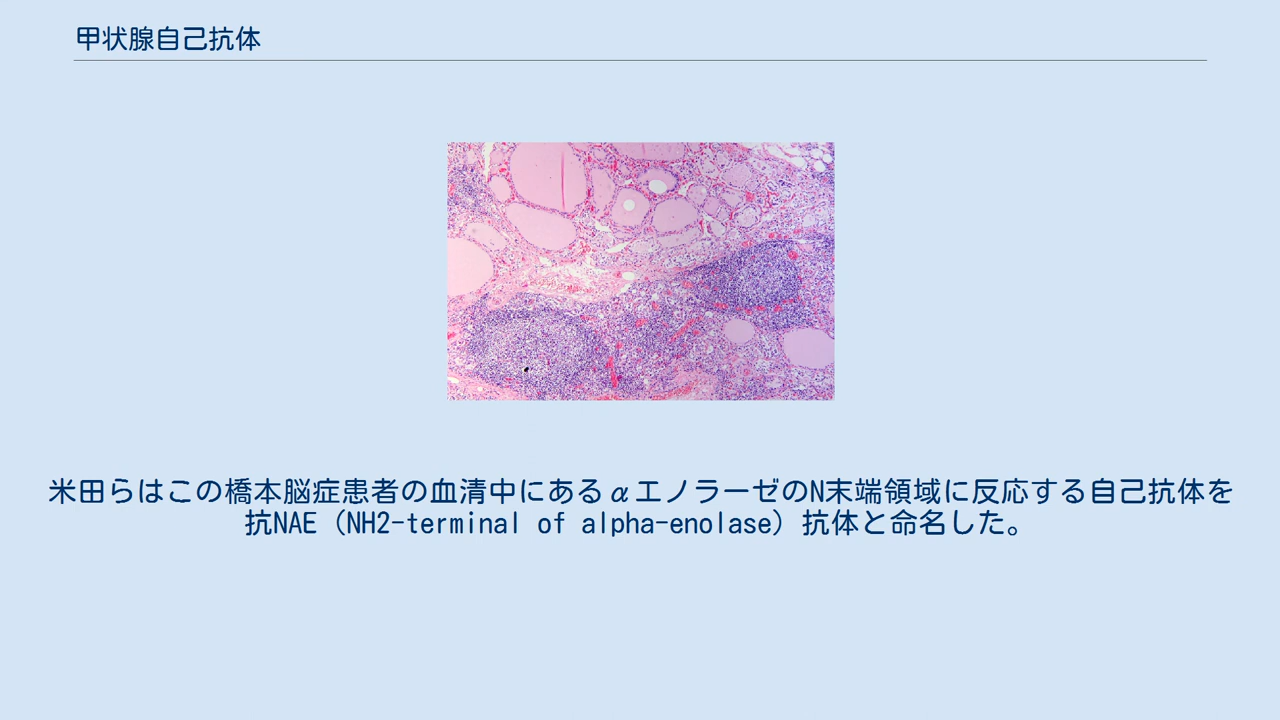 甲状腺自己抗体
米田らはこの橋本脳症患者の血清中にあるαエノラーゼのN末端領域に反応する自己抗体を
抗NAE（NH2-terminal of alpha-enolase）抗体と命名した。